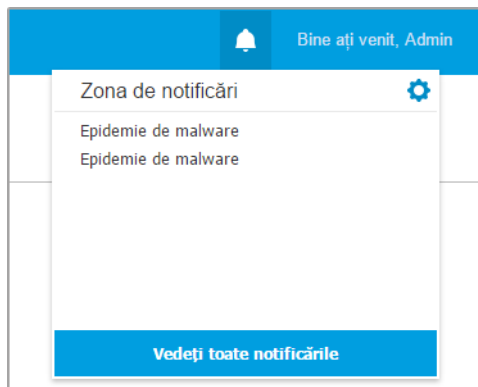 Bine ați venit, Admin
Zona de notificări
Epidemie de malware
Epidemie de malware
Vedeți toate notificările